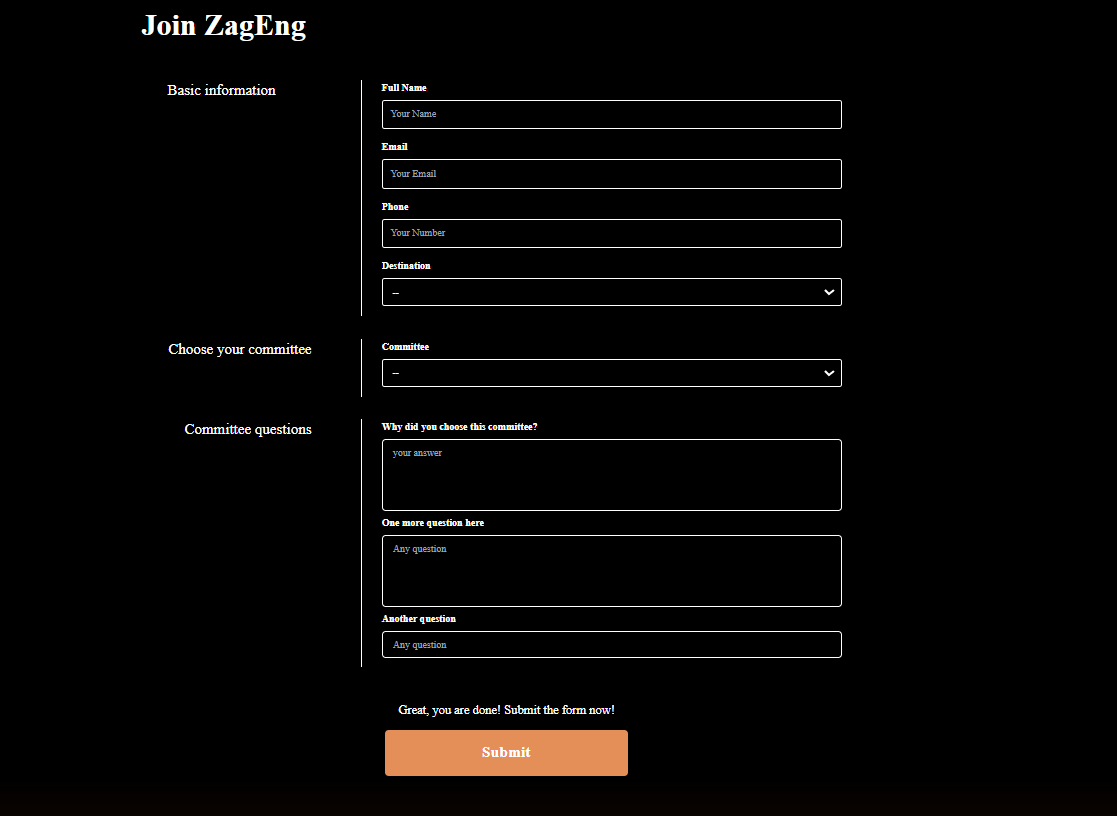 Join ZagEng
Basic information
Full Name
Your Name
Email
Your Email
Phone
Your Number
Destination
--
Choose your committee
Committee
--
Committee questions
Why did you choose this committee?
your answer
One more question here
Any question
Another question
Any question
Great, you are done! Submit the form now!
Submit